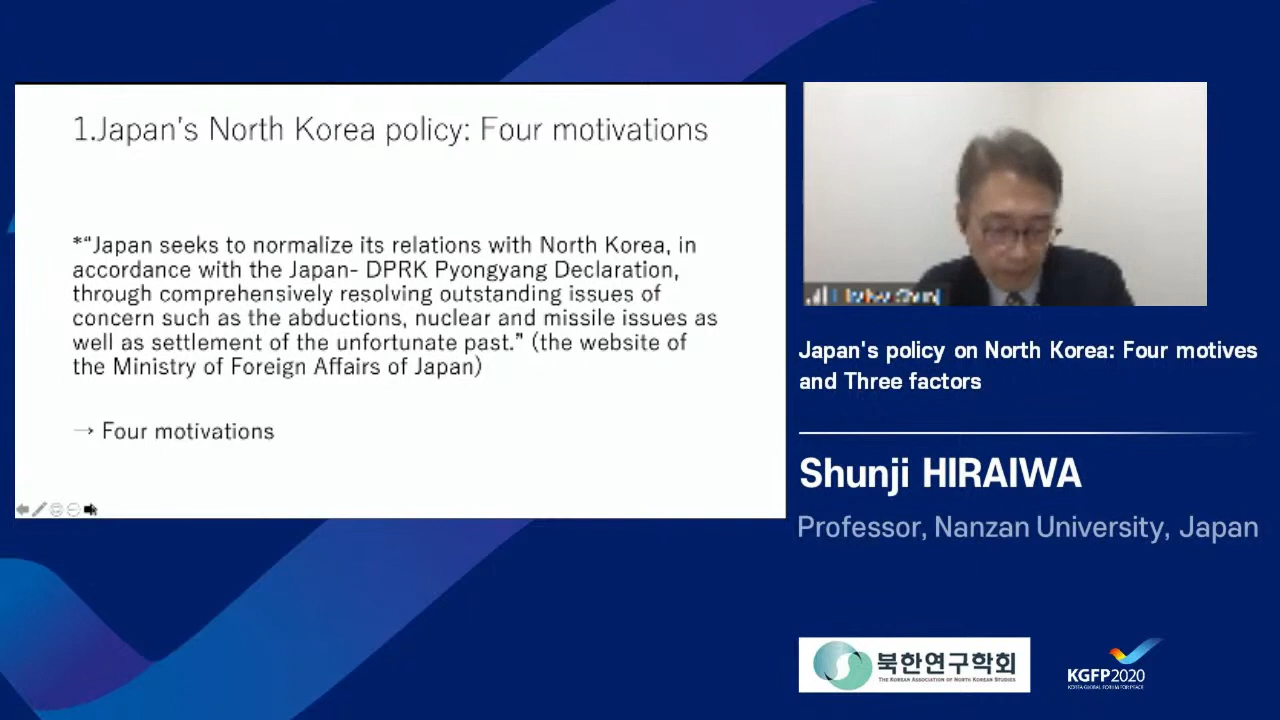 1.Japan's North Korea policy: Four motivations
*“Japan seeks to normalize its relations with North Korea, in
accordance with the Japan- DPRK Pyongyang Declaration,
through comprehensively resolving outstanding issues of
concern such as the abductions, nuclear and missile issues as
well as settlement of the unfortunate past.” (the website of
the Ministry of Foreign Affairs of Japan)
→ Four motivations
Japan's policy on North Korea: Four motives
and Three factors
Shunji HIRAIWA
Professor, Nanzan University, Japan
북한연구학회
THE KOREAN ASSOCIATION OF NORTH KOREAN STUDIES
KGFP2020
KOREA GLOBAL FORUM FOR PEACE